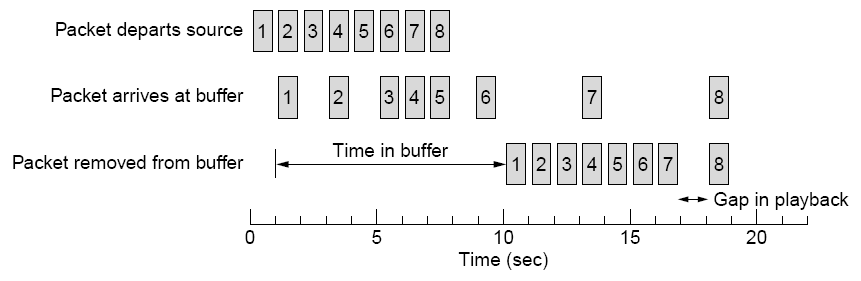 Packet departs source 1 2 3 4 5 6 7 8
Packet arrives at buffer 1 2 3 4 5 6 7 8
Time in buffer
Packet removed from buffer 1 2 3 4 5 6 7 8
Gap in playback
0 5 10 15 20
Time (sec)